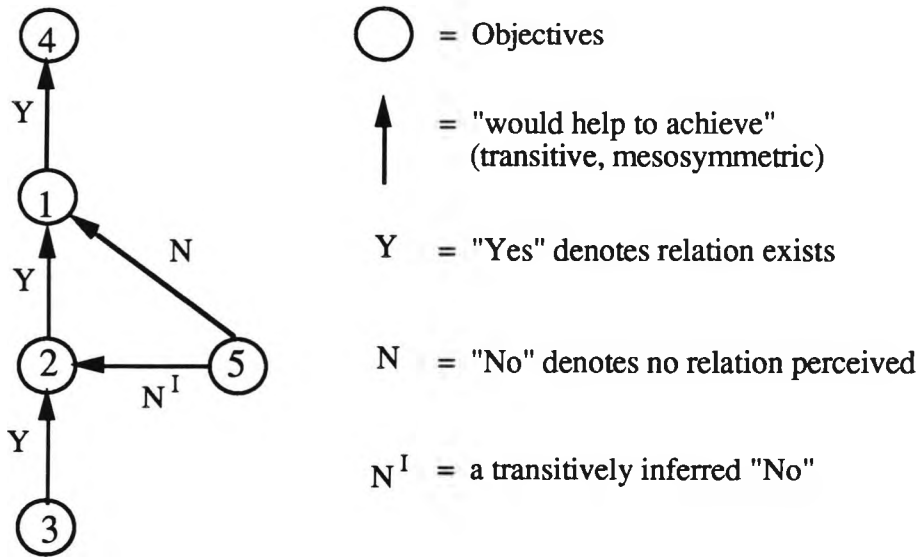 4
Y
1
N
Y
2
5
N^I
Y
3
= Objectives
= "would help to achieve"
(transitive, mesosymmetric)
Y = "Yes" denotes relation exists
N = "No" denotes no relation perceived
N^I = a transitively inferred "No"